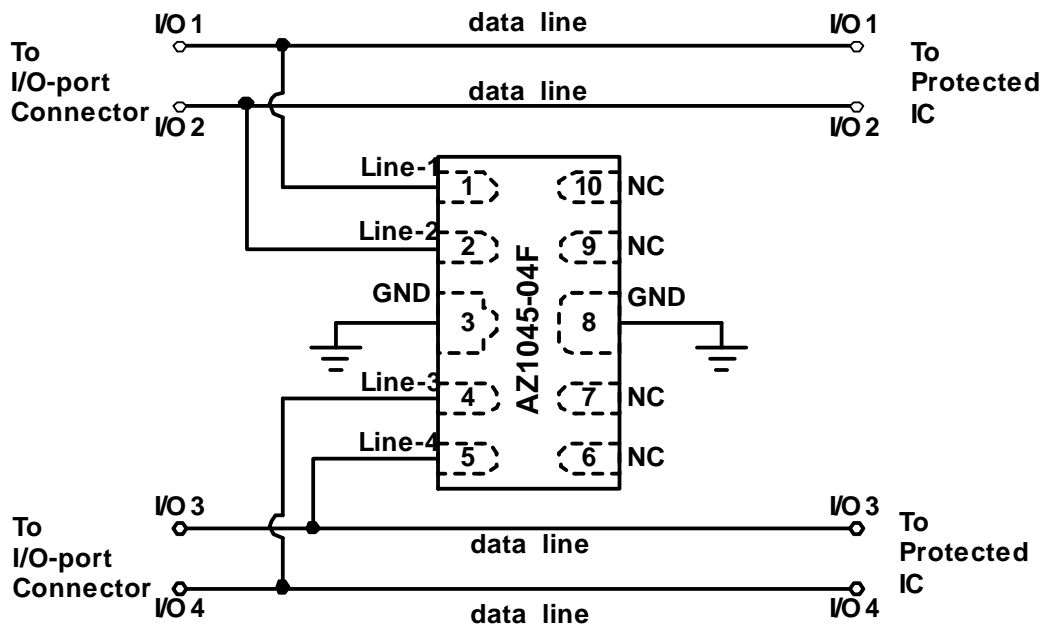 I/O 1
data line
I/O 1
To
I/O-port
Connector
To
Protected
IC
I/O 2
data line
I/O 2
Line-1
1
10
NC
Line-2
2
9
NC
GND
3
8
GND
AZ1045-04F
Line-3
4
7
NC
Line-4
5
6
NC
I/O 3
data line
I/O 3
To
I/O-port
Connector
To
Protected
IC
I/O 4
data line
I/O 4